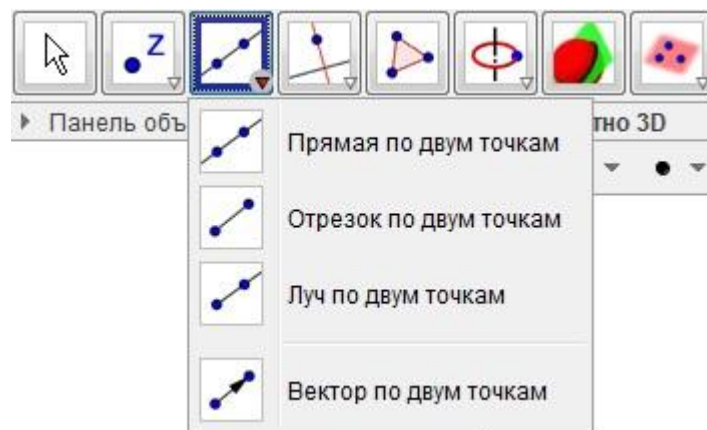 Z
Панель объ
тно 3D
Прямая по двум точкам
Отрезок по двум точкам
Луч по двум точкам
Вектор по двум точкам